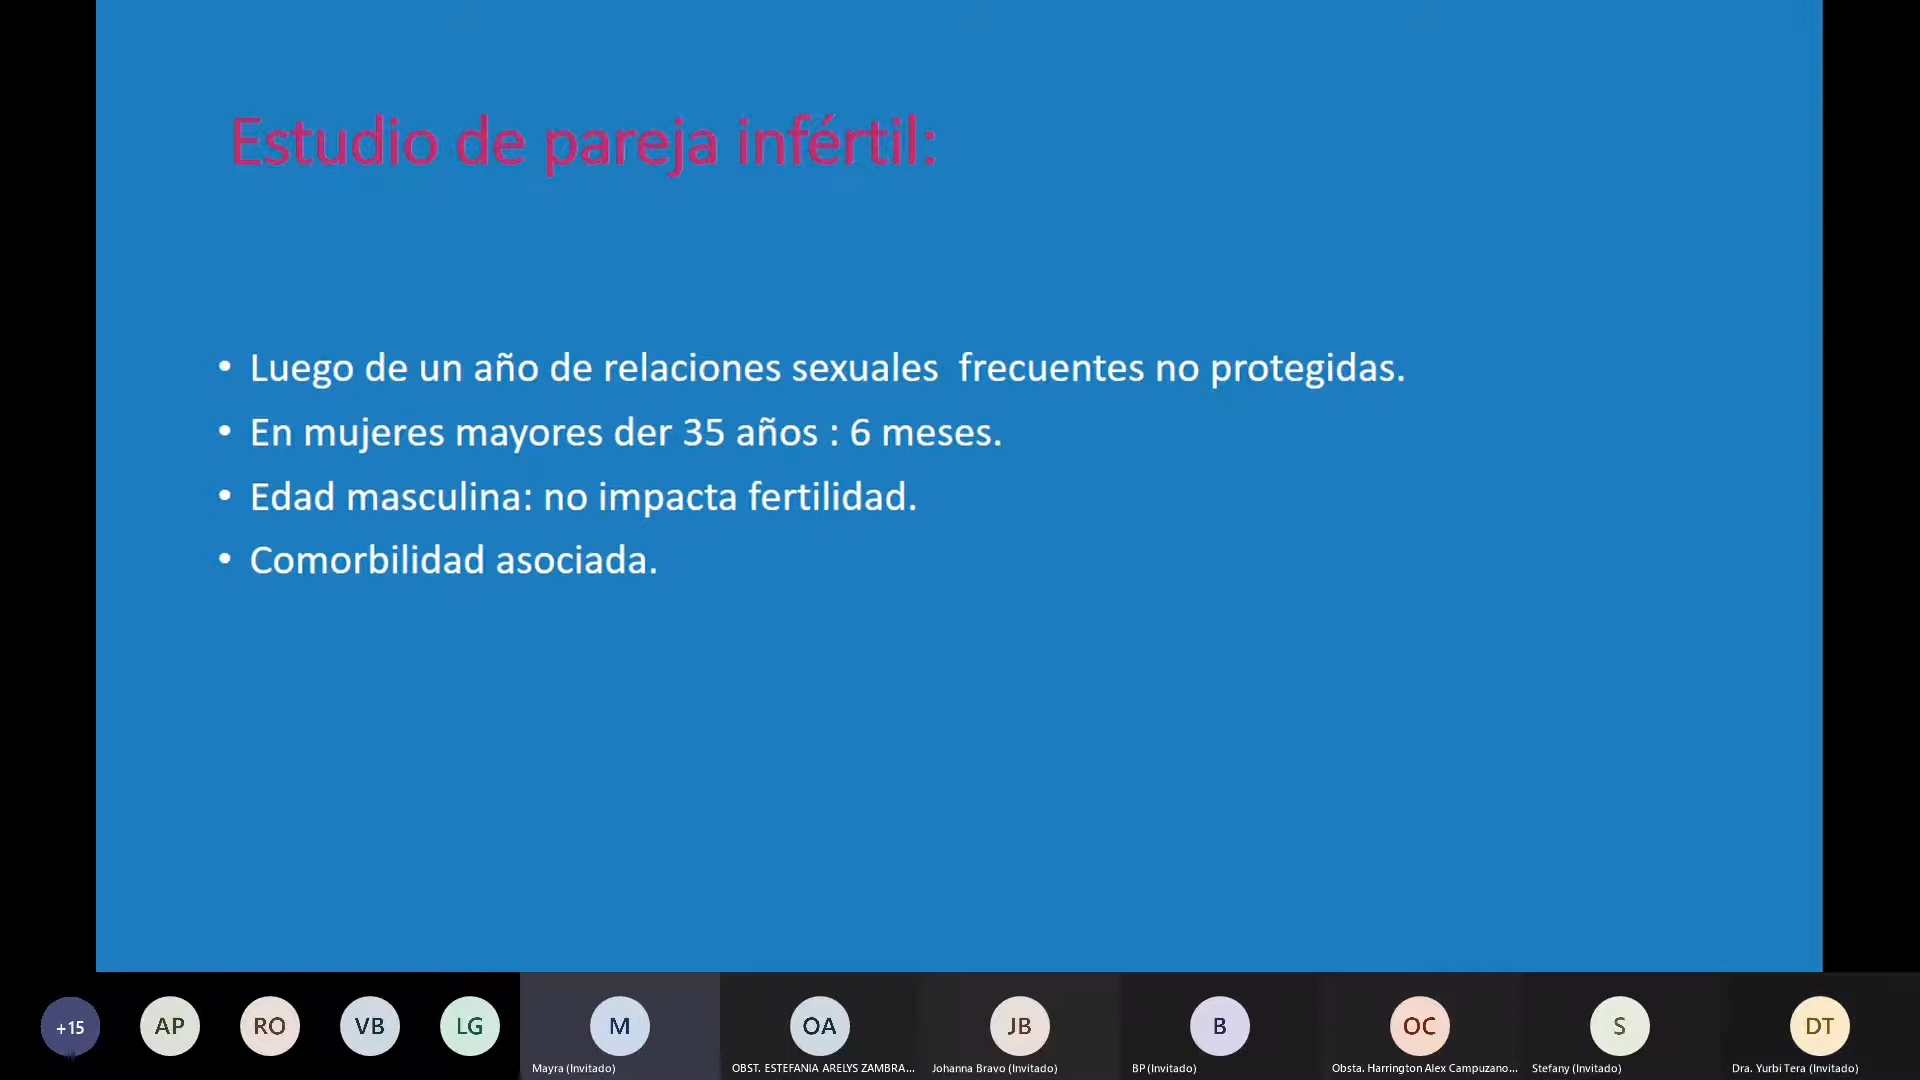 Estudio de pareja infértil:
• Luego de un año de relaciones sexuales  frecuentes no protegidas.
• En mujeres mayores der 35 años : 6 meses.
• Edad masculina: no impacta fertilidad.
• Comorbilidad asociada.
+15
AP
RO
VB
LG
M
OA
JB
B
OC
S
DT
Mayra (Invitado)
OBST. ESTEFANIA ARELYS ZAMBRA...
Johanna Bravo (Invitado)
BP (Invitado)
Obsta. Harrington Alex Campuzano...
Stefany (Invitado)
Dra. Yurbi Tera (Invitado)